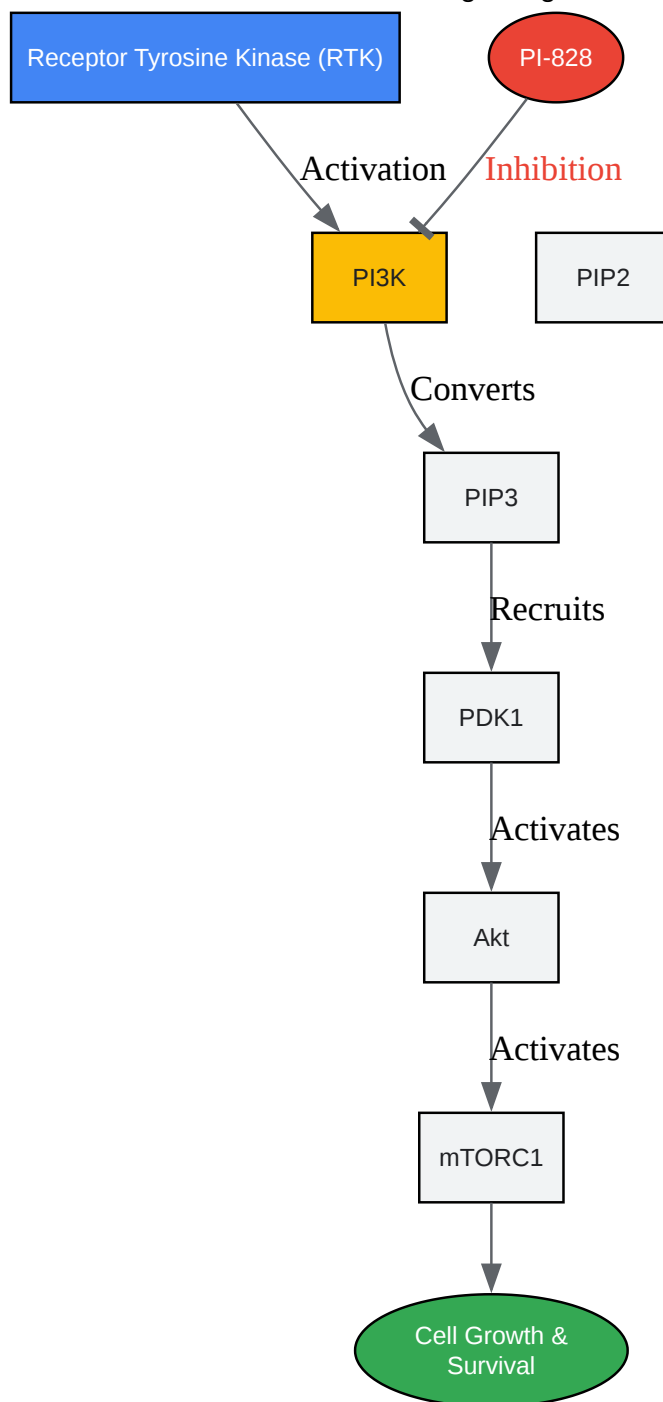 Receptor Tyrosine Kinase (RTK)
PI-828
Activation
Inhibition
PI3K
PIP2
Converts
PIP3
Recruits
PDK1
Activates
Akt
Activates
mTORC1
Cell Growth &
Survival